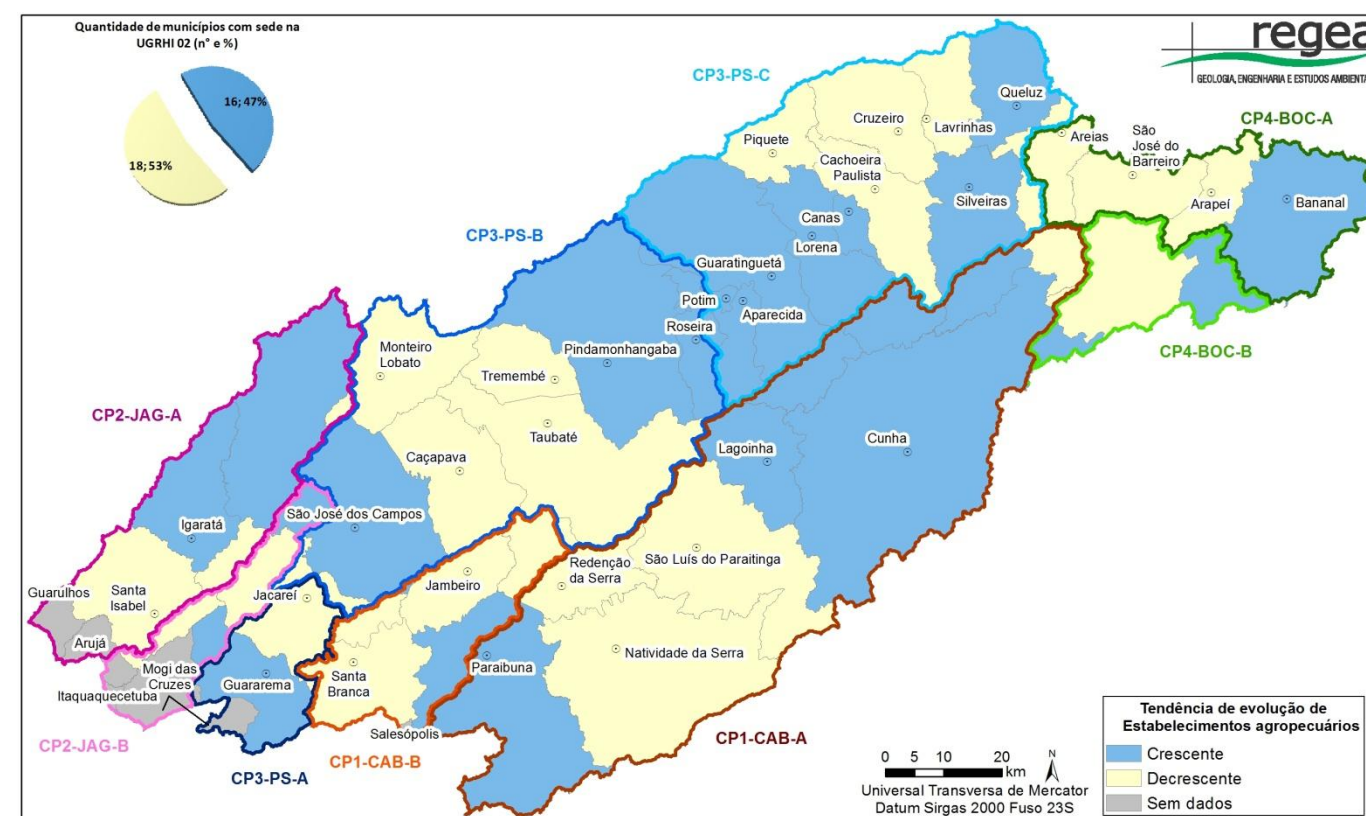 Quantidade de municípios com sede na
UGRHI 02 (n° e %)
16; 47%
18; 53%
regea
GEOLOGIA, ENGENHARIA E ESTUDOS AMBIENTA
CP3-PS-C
Queluz
Cruzeiro
Lavrinhas
Piquete
Cachoeira
Paulista
CP4-BOC-A
Areias
São
José do
Barreiro
Arapeí
Bananal
Silveiras
Canas
Lorena
CP3-PS-B
Guaratinguetá
Potim
Aparecida
Roseira
Pindamonhangaba
CP4-BOC-B
Monteiro
Lobato
Tremembé
Taubaté
CP2-JAG-A
Caçapava
Lagoinha
Cunha
São José dos Campos
Igaratá
São Luís do Paraitinga
Redenção
da Serra
Jambeiro
Guarúlhos
Santa
Isabel
Jacareí
Arujá
Natividade da Serra
Paraibuna
Mogi das
Cruzes
Itaquaquecetuba
Guararema
Santa
Branca
Salesópolis
CP2-JAG-B
CP3-PS-A
CP1-CAB-B
CP1-CAB-A
0 5 10 20
km
N
Universal Transversa de Mercator
Datum Sirgas 2000 Fuso 23S
Tendência de evolução de
Estabelecimentos agropecuários
Crescente
Decrescente
Sem dados